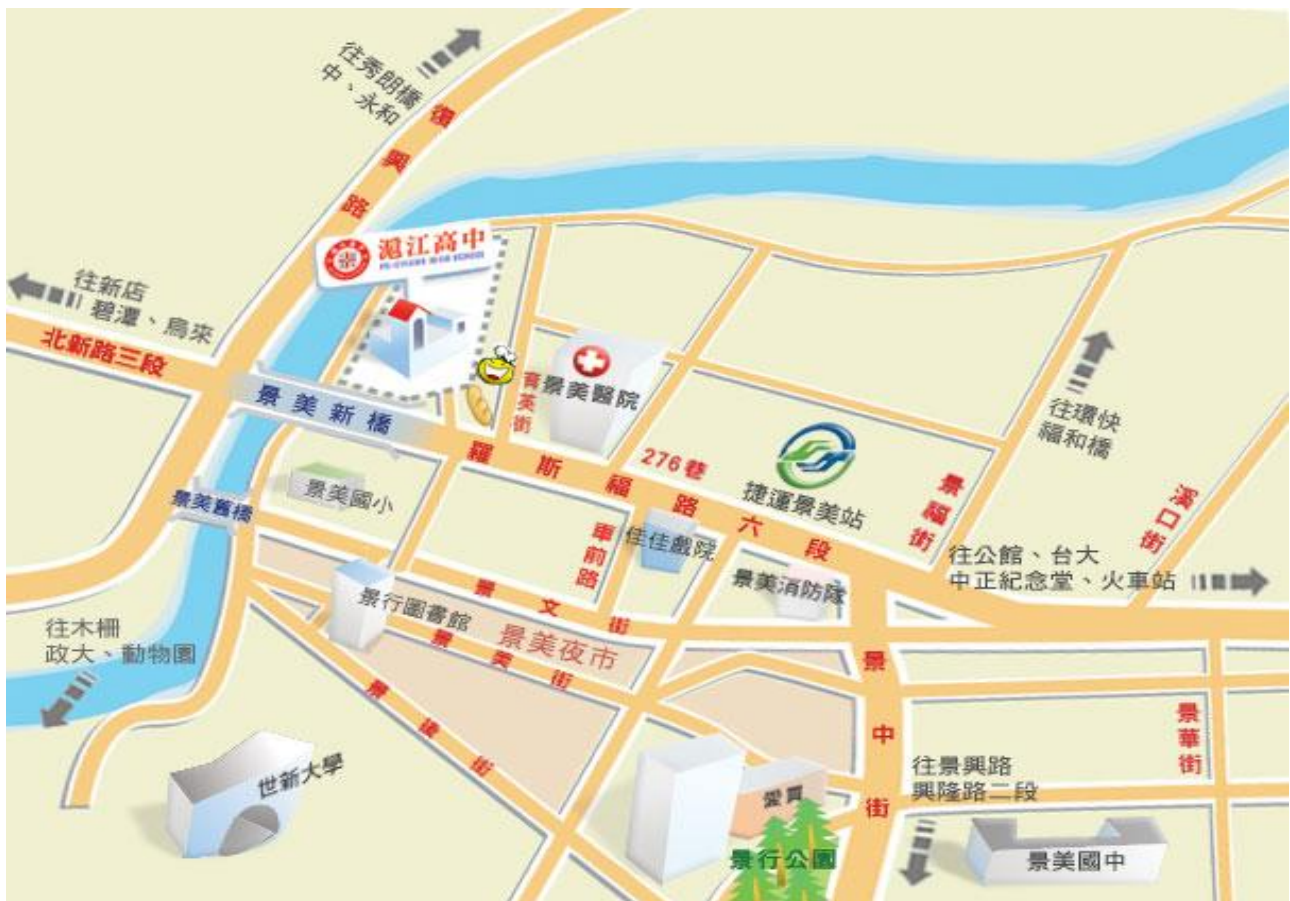 往秀朗橋
中、永和
復興路
滬江高中
HU-CHIANG HIGH SCHOOL
往新店
碧潭、烏來
北新路三段
景美新橋
育英街
景美醫院
276巷
捷運景美站
景福街
往環快
福和橋
溪口街
羅斯福路六段
景美國小
景美舊橋
車前路
佳佳戲院
景美消防隊
往公館、台大
中正紀念堂、火車站
景行圖書館
景文街
景美夜市
景美街
往木柵
政大、動物園
景後街
景中街
景華街
世新大學
往景興路
興隆路二段
愛買
景行公園
景美國中